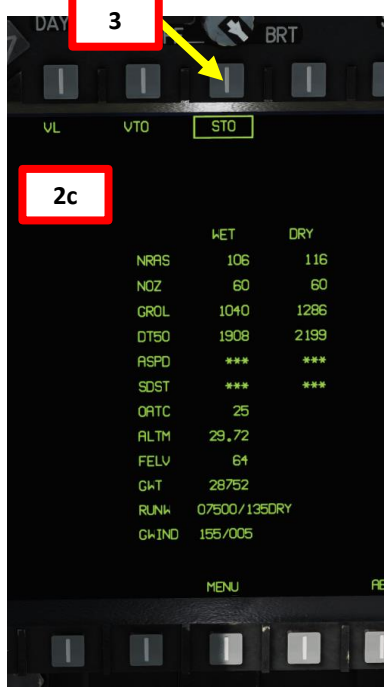 DAY 3 BRT
VL VTO STO
2c
WET DRY
NRAS 106 116
NOZ 60 60
GROL 1040 1286
DT50 1908 2199
ASPD *** ***
SDST *** ***
OATC 25
ALTM 29.72
FELV 64
GWT 28752
RUNW 07500/135DRY
GWIND 155/005
MENU